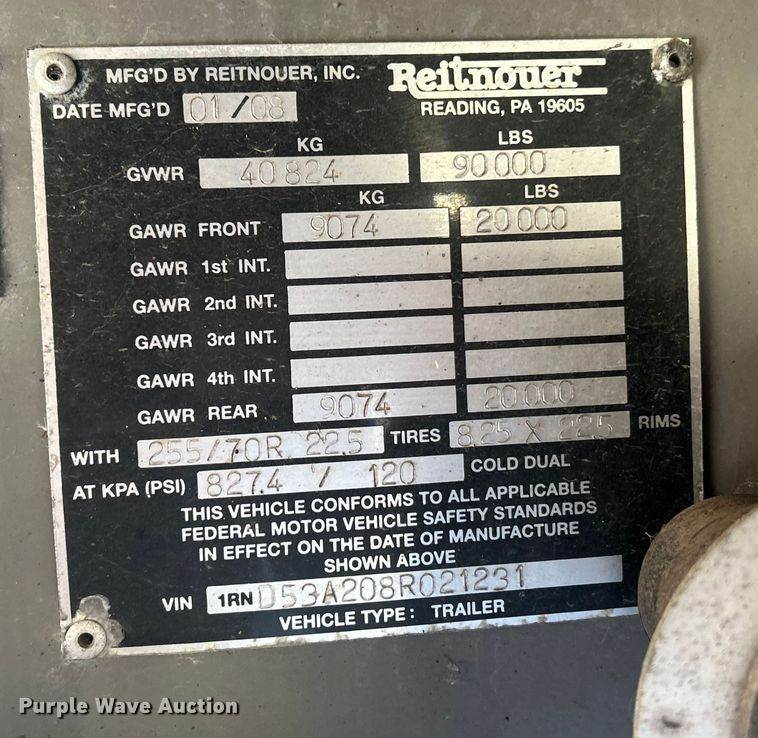 MFG'D BY REITNOUER, INC. Reitnouer
DATE MFG'D 01/08 READING, PA 19605
KG LBS
GVWR 40824 90000
KG LBS
GAWR FRONT 9074 20000
GAWR 1st INT.
GAWR 2nd INT.
GAWR 3rd INT.
GAWR 4th INT.
GAWR REAR 9074 20000
WITH 255/70R 22.5 TIRES 8.25 X 22.5 RIMS
AT KPA (PSI) 827.4 / 120 COLD DUAL
THIS VEHICLE CONFORMS TO ALL APPLICABLE
FEDERAL MOTOR VEHICLE SAFETY STANDARDS
IN EFFECT ON THE DATE OF MANUFACTURE
SHOWN ABOVE
VIN 1RND53A208R021231
VEHICLE TYPE: TRAILER
Purple Wave Auction